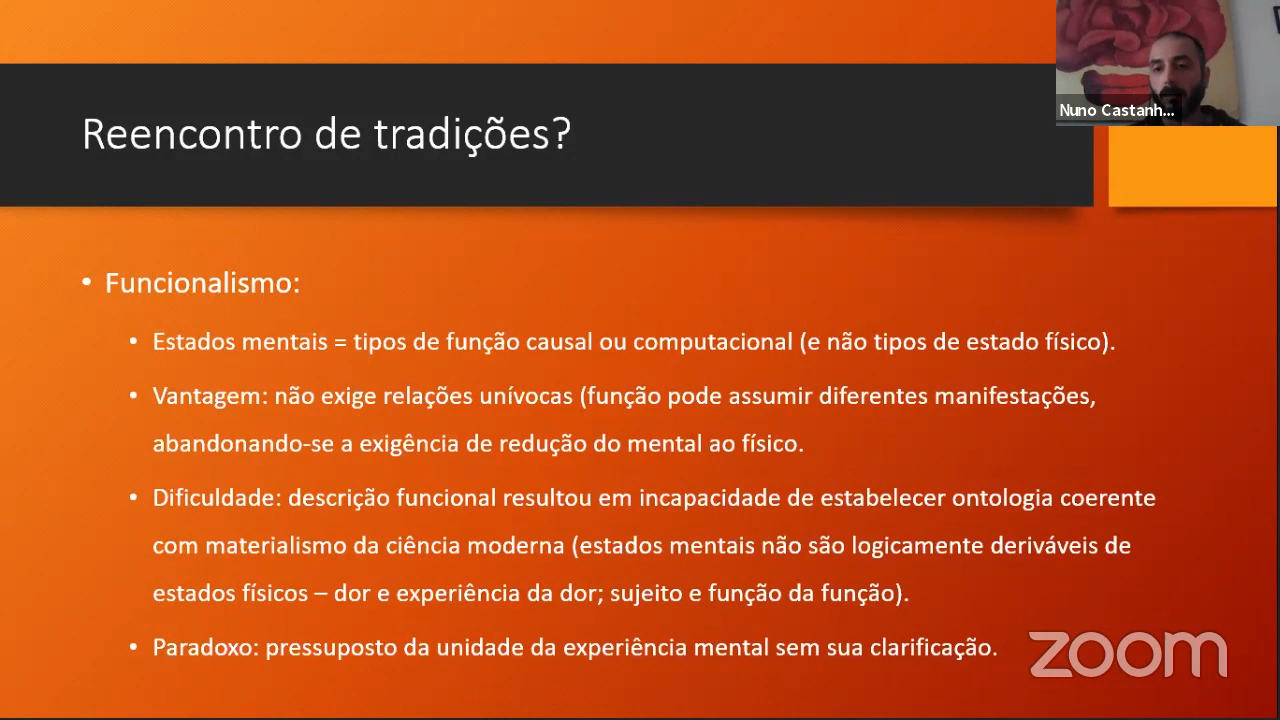 Nuno Castanh...
Reencontro de tradições?
• Funcionalismo:
• Estados mentais = tipos de função causal ou computacional (e não tipos de estado físico).
• Vantagem: não exige relações unívocas (função pode assumir diferentes manifestações,
abandonando-se a exigência de redução do mental ao físico.
• Dificuldade: descrição funcional resultou em incapacidade de estabelecer ontologia coerente
com materialismo da ciência moderna (estados mentais não são logicamente deriváveis de
estados físicos – dor e experiência da dor; sujeito e função da função).
• Paradoxo: pressuposto da unidade da experiência mental sem sua clarificação.
zoom